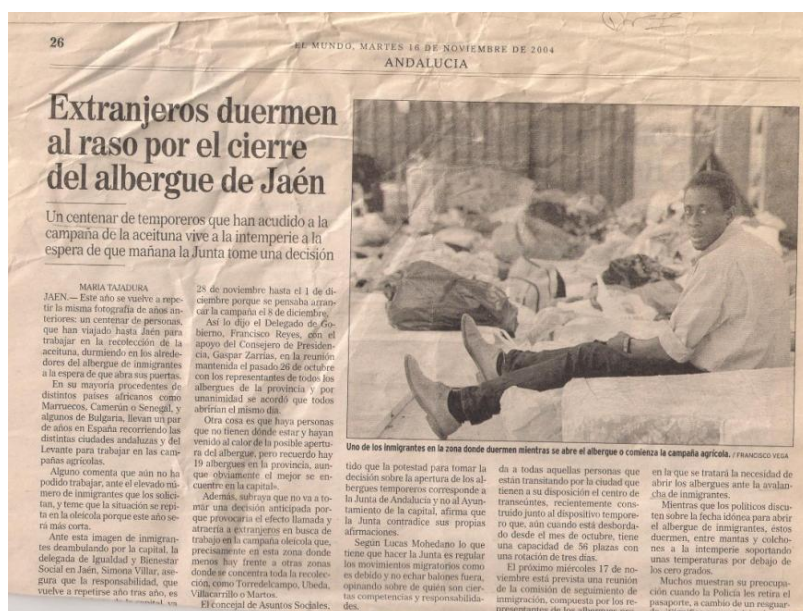 26
EL MUNDO, MARTES 16 DE NOVIEMBRE DE 2004
ANDALUCIA
Extranjeros duermen
al raso por el cierre
del albergue de Jaén
Un centenar de temporeros que han acudido a la
campaña de la aceituna vive a la intemperie a la
espera de que mañana la Junta tome una decisión
MARIA TAJADURA
JAEN.— Este año se vuelve a repe-
tir la misma fotografía de años an-
teriores: un centenar de personas,
que han viajado hasta Jaén para
trabajar en la recolección de la
aceituna, durmiendo en los alrede-
dores del albergue de inmigrantes
a la espera de que abra sus puertas.
En su mayoría procedentes de
distintos países africanos como
Marruecos, Camerún o Senegal, y
algunos de Bulgaria, llevan un par
de años en España recorriendo las
distintas ciudades andaluzas y del
Levante para trabajar en las cam-
pañas agrícolas.
Alguno comenta que aún no ha
podido trabajar, ante el elevado nú-
mero de inmigrantes que los solici-
tan, y teme que la situación se repi-
ta en la oleícola porque este año se-
rá más corta.
Ante esta imagen de inmigran-
tes deambulando por la capital, la
delegada de Igualdad y Bienestar
Social en Jaén, Simona Villar, ase-
gura que la responsabilidad, que
vuelve a repetirse año tras año, es
de la capital, ya
28 de noviembre hasta el 1 de di-
ciembre porque se pensaba arran-
car la campaña el 8 de diciembre.
Así lo dijo el Delegado de Go-
bierno, Francisco Reyes, con el
apoyo del Consejero de Presiden-
cia, Gaspar Zarrías, en la reunión
mantenida el pasado 26 de octubre
con los representantes de todos los
albergues de la provincia y por
unanimidad se acordó que todos
abrirían el mismo día.
Otra cosa es que haya personas
que no tienen dónde estar y hayan
venido al calor de la posible apertu-
ra del albergue, pero recuerdo hay
19 albergues en la provincia, aun-
que obviamente el mejor se en-
cuentre en la capital».
Además, subraya que no va a to-
mar una decisión anticipada por-
que provocaría el efecto llamada y
atraería a extranjeros en busca de
trabajo en la campaña oleícola que,
precisamente en esta zona donde
menos hay frente a otras zonas
donde se concentra toda la recolec-
ción, como Torredelcampo, Ubeda,
Villacarrillo o Martos.
El concejal de Asuntos Sociales,
Uno de los inmigrantes en la zona donde duermen mientras se abre el albergue o comienza la campaña agrícola. / FRANCISCO VEGA
tido que la potestad para tomar la
decisión sobre la apertura de los al-
bergues temporeros corresponde a
la Junta de Andalucía y no al Ayun-
tamiento de la capital, afirma que
la Junta contradice sus propias
afirmaciones.
Según Lucas Mohedano lo que
tiene que hacer la Junta es regular
los movimientos migratorios como
es debido y no echar balones fuera,
opinando sobre de quién son cier-
tas competencias y responsabilida-
des.
da a todas aquellas personas que
están transitando por la ciudad que
tienen a su disposición el centro de
transeúntes, recientemente cons-
truido junto al dispositivo tempore-
ro que, aún cuando está desborda-
do desde el mes de octubre, tiene
una capacidad de 56 plazas con
una rotación de tres días.
El próximo miércoles 17 de no-
viembre está prevista una reunión
de la comisión de seguimiento de
inmigración, compuesta por los re-
presentantes de los albergues con
en la que se tratará la necesidad de
abrir los albergues ante la avalan-
cha de inmigrantes.
Mientras que los políticos discu-
ten sobre la fecha idónea para abrir
el albergue de inmigrantes, éstos
duermen, entre mantas y colcho-
nes a la intemperie soportando
unas temperaturas por debajo de
los cero grados.
Muchos muestran su preocupa-
ción cuando la Policía les retira el
pasaporte, a cambio de un resguar-